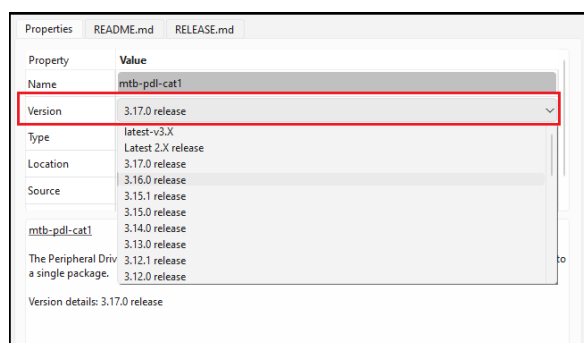 Properties README.md RELEASE.md
Property Value
Name mtb-pdl-cat1
Version 3.17.0 release
Type latest-v3.X
Latest 2.X release
Location 3.17.0 release
3.16.0 release
Source 3.15.1 release
3.15.0 release
3.14.0 release
mtb-pdl-cat1 3.13.0 release
The Peripheral Driv 3.12.1 release to
a single package. 3.12.0 release
Version details: 3.17.0 release